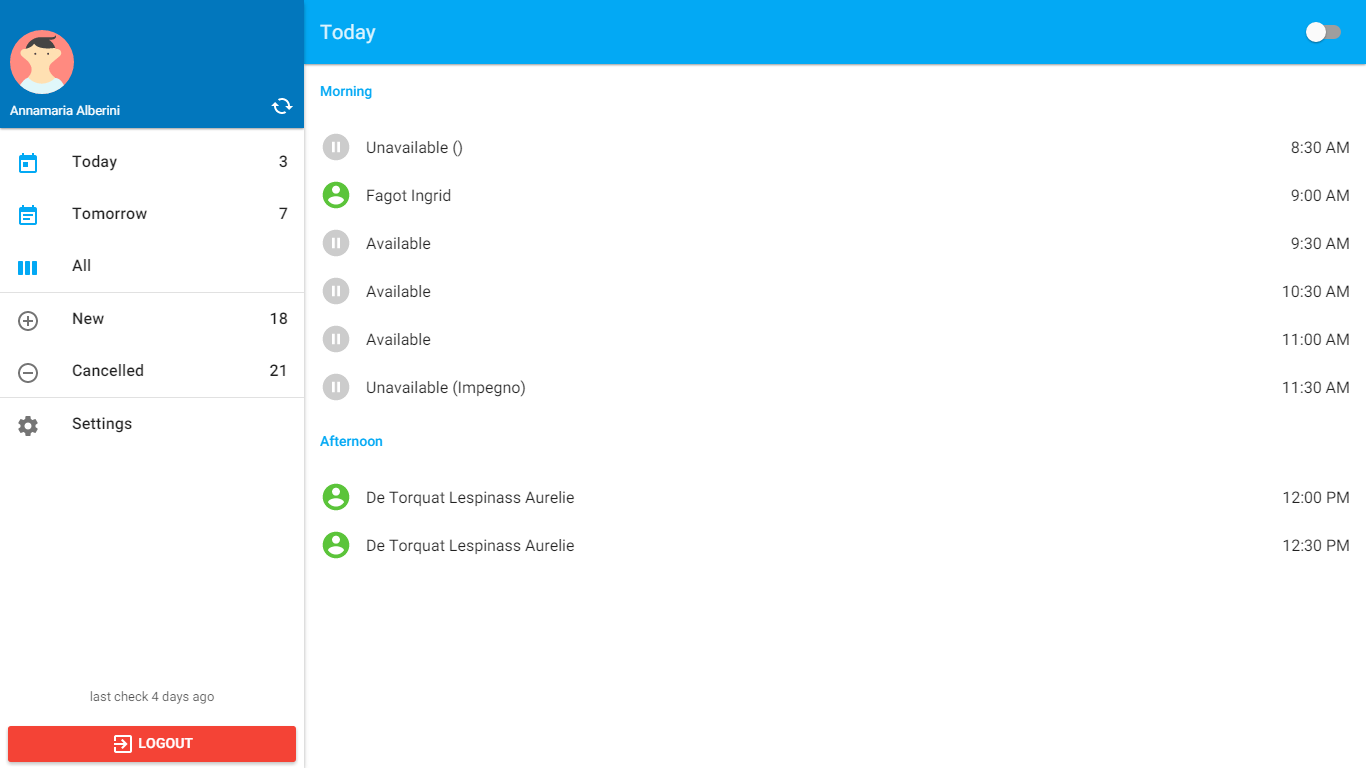 Annamaria Alberini
Today 3
Tomorrow 7
All
New 18
Cancelled 21
Settings
last check 4 days ago
LOGOUT
Today
Morning
Unavailable () 8:30 AM
Fagot Ingrid 9:00 AM
Available 9:30 AM
Available 10:30 AM
Available 11:00 AM
Unavailable (Impegno) 11:30 AM
Afternoon
De Torquat Lespinass Aurelie 12:00 PM
De Torquat Lespinass Aurelie 12:30 PM